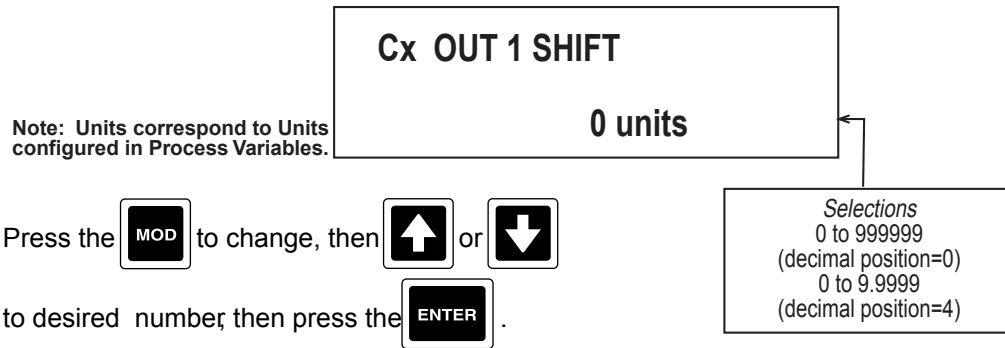 Cx OUT 1 SHIFT
0 units
Note: Units correspond to Units
configured in Process Variables.
Press the MOD to change, then or
to desired number, then press the ENTER .
Selections
0 to 999999
(decimal position=0)
0 to 9.9999
(decimal position=4)